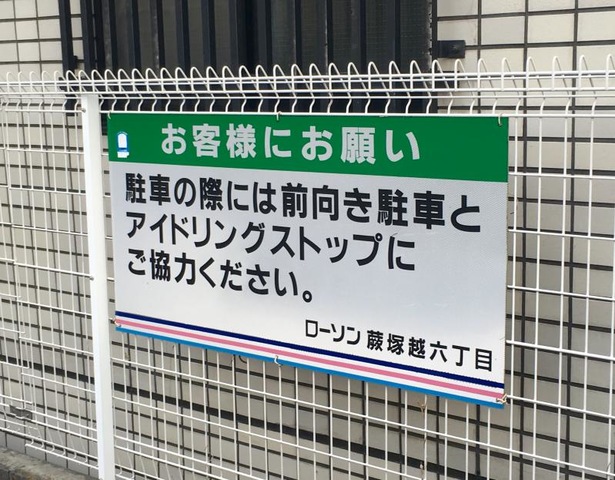 お客様にお願い
駐車の際には前向き駐車と
アイドリングストップに
ご協力ください。
ローソン 蕨塚越六丁目